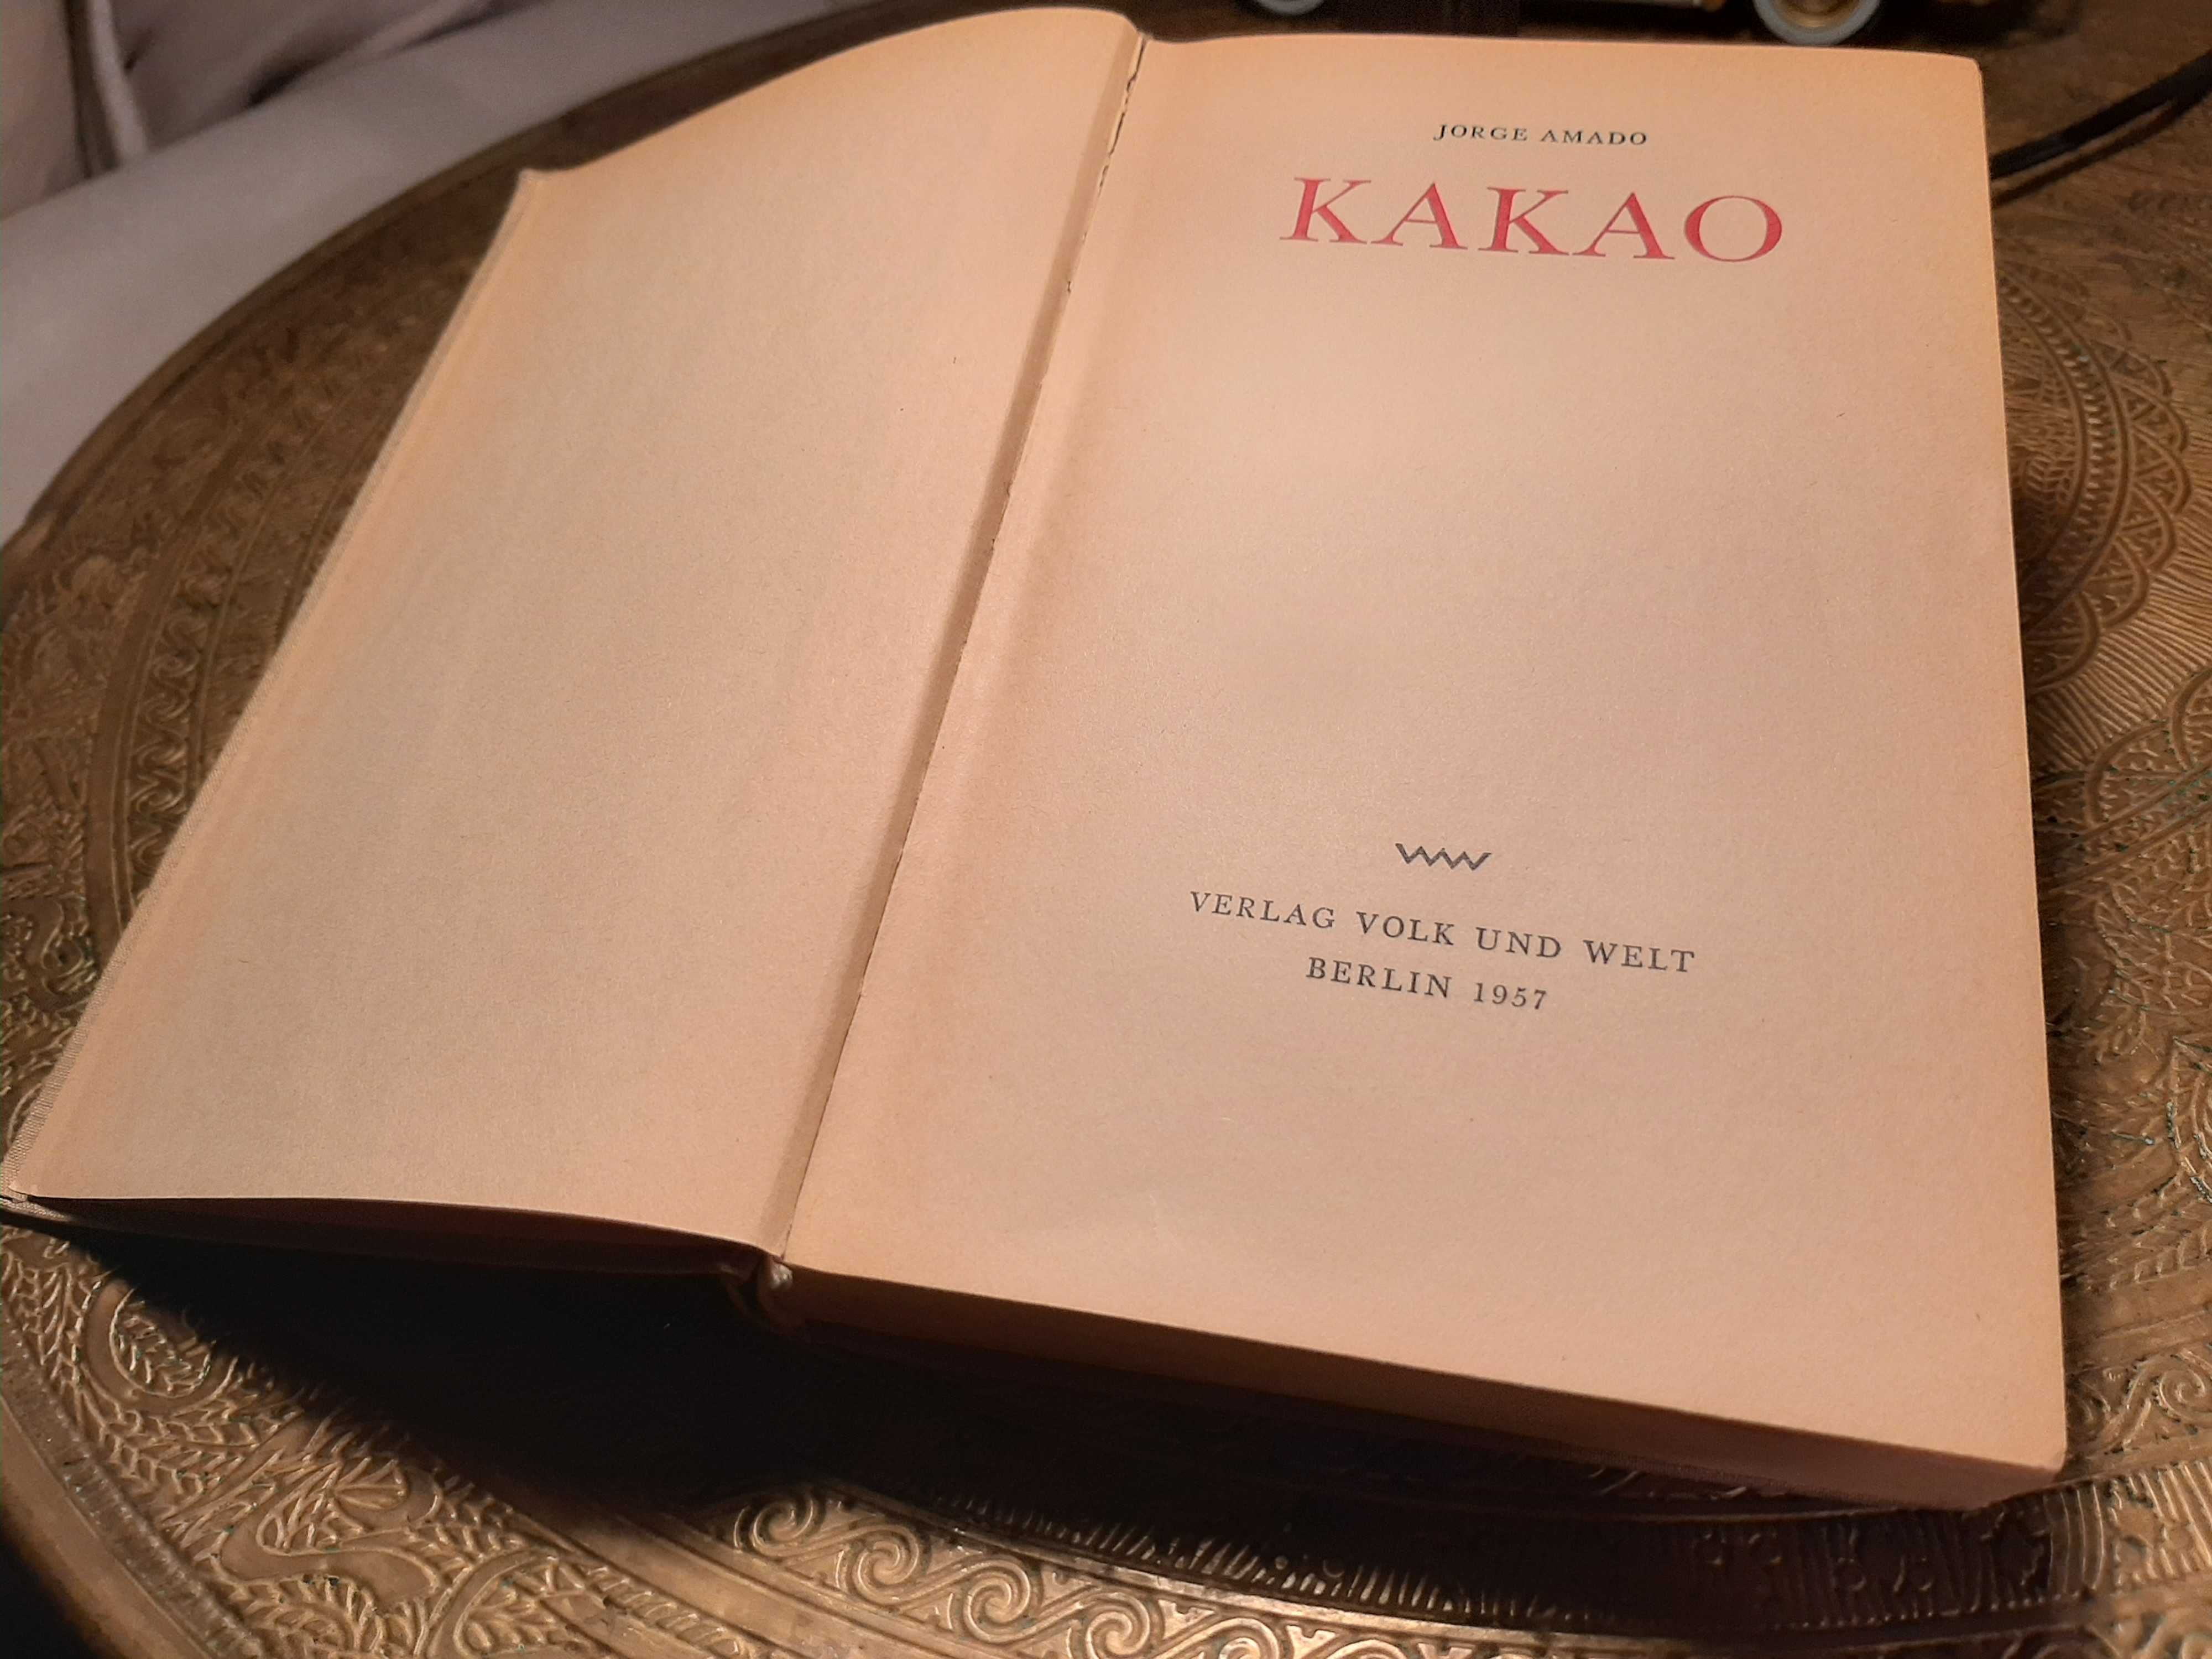 JORGE AMADO
KAKAO
VERLAG VOLK UND WELT
BERLIN 1957